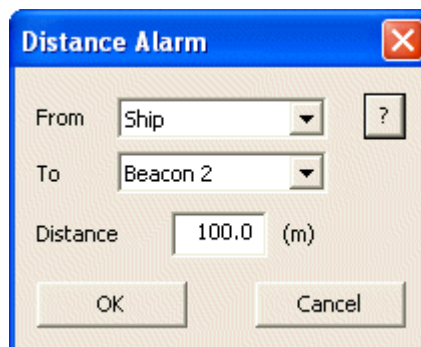 Distance Alarm
From Ship ?
To Beacon 2
Distance 100.0 (m)
OK Cancel